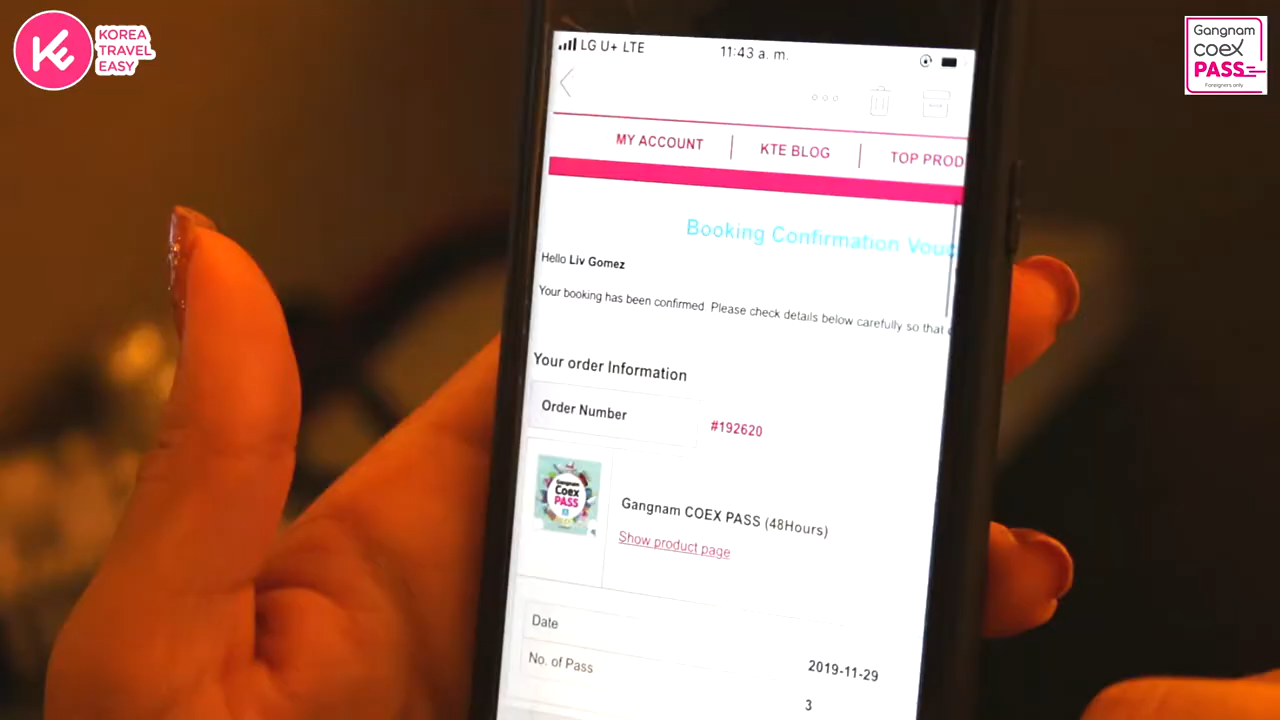 KOREA
TRAVEL
EASY
Gangnam
coex
PASS
Foreigners only
LG U+ LTE
11:43 a. m.
MY ACCOUNT
KTE BLOG
TOP PROD
Booking Confirmation Vouc
Hello Liv Gomez
Your booking has been confirmed Please check details below carefully so that
Your order Information
Order Number
#192620
Gangnam
Coex
PASS
Gangnam COEX PASS (48Hours)
Show product page
Date
2019-11-29
No. of Pass
3